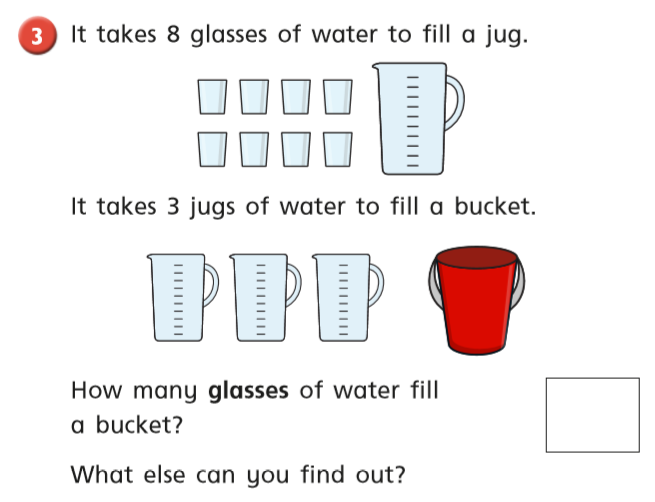 3 It takes 8 glasses of water to fill a jug.
It takes 3 jugs of water to fill a bucket.
How many glasses of water fill
a bucket?
What else can you find out?